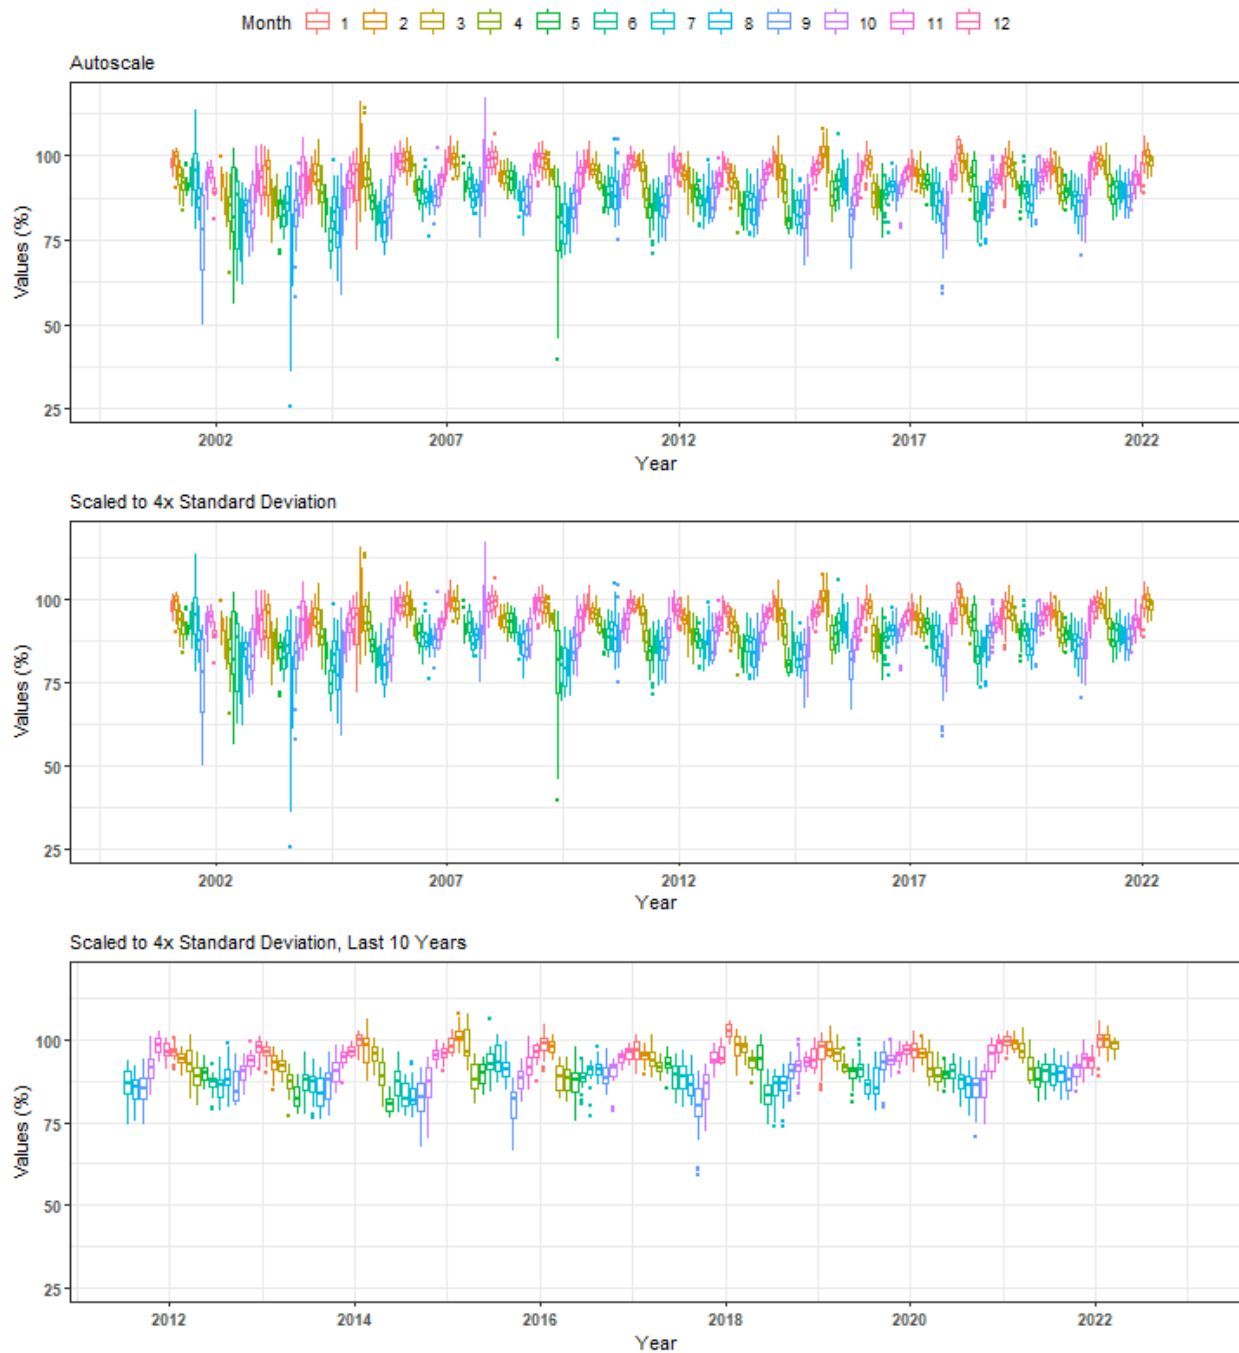 Month 1 2 3 4 5 6 7 8 9 10 11 12
Autoscale
Values (%)
100
75
50
25
2002 2007 2012 2017 2022
Year
Scaled to 4x Standard Deviation
Values (%)
100
75
50
25
2002 2007 2012 2017 2022
Year
Scaled to 4x Standard Deviation, Last 10 Years
Values (%)
100
75
50
25
2012 2014 2016 2018 2020 2022
Year